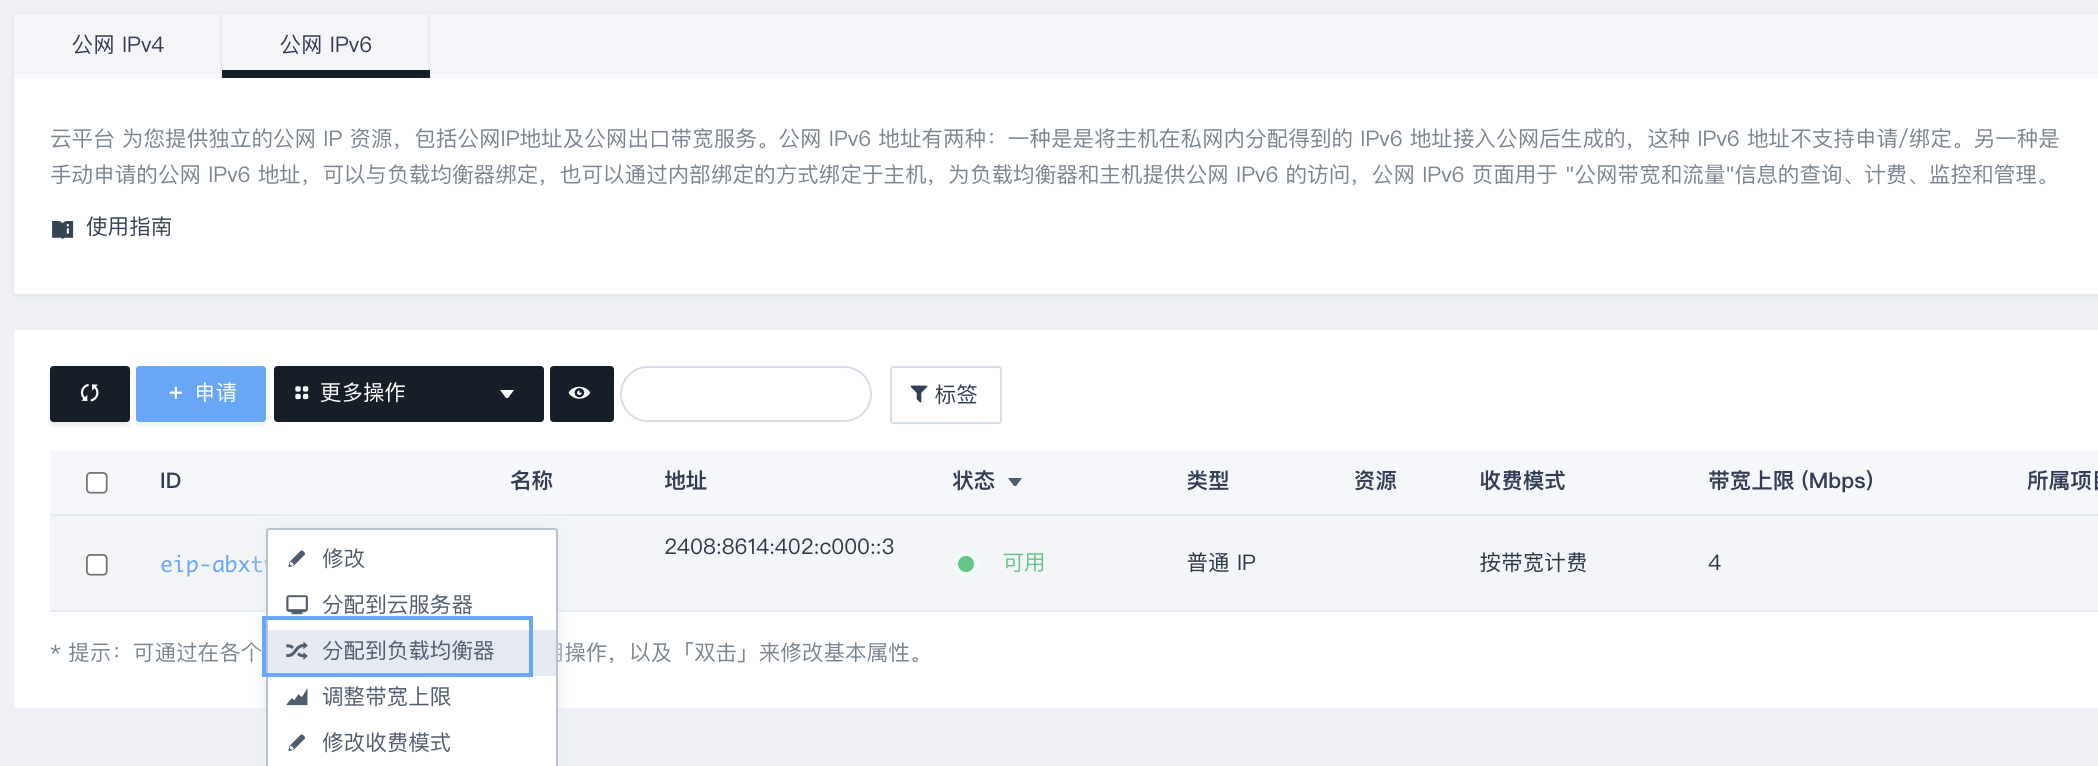 公网 IPv4
公网 IPv6
云平台 为您提供独立的公网 IP 资源，包括公网IP地址及公网出口带宽服务。公网 IPv6 地址有两种：一种是是将主机在私网内分配得到的 IPv6 地址接入公网后生成的，这种 IPv6 地址不支持申请/绑定。另一种是
手动申请的公网 IPv6 地址，可以与负载均衡器绑定，也可以通过内部绑定的方式绑定于主机，为负载均衡器和主机提供公网 IPv6 的访问，公网 IPv6 页面用于 "公网带宽和流量"信息的查询、计费、监控和管理。
使用指南
+ 申请
更多操作
标签
ID 名称 地址 状态 类型 资源 收费模式 带宽上限 (Mbps) 所属项
eip-abxt 2408:8614:402:c000::3 可用 普通 IP 按带宽计费 4
修改
分配到云服务器
分配到负载均衡器
调整带宽上限
修改收费模式
* 提示：可通过在各个 操作，以及「双击」来修改基本属性。